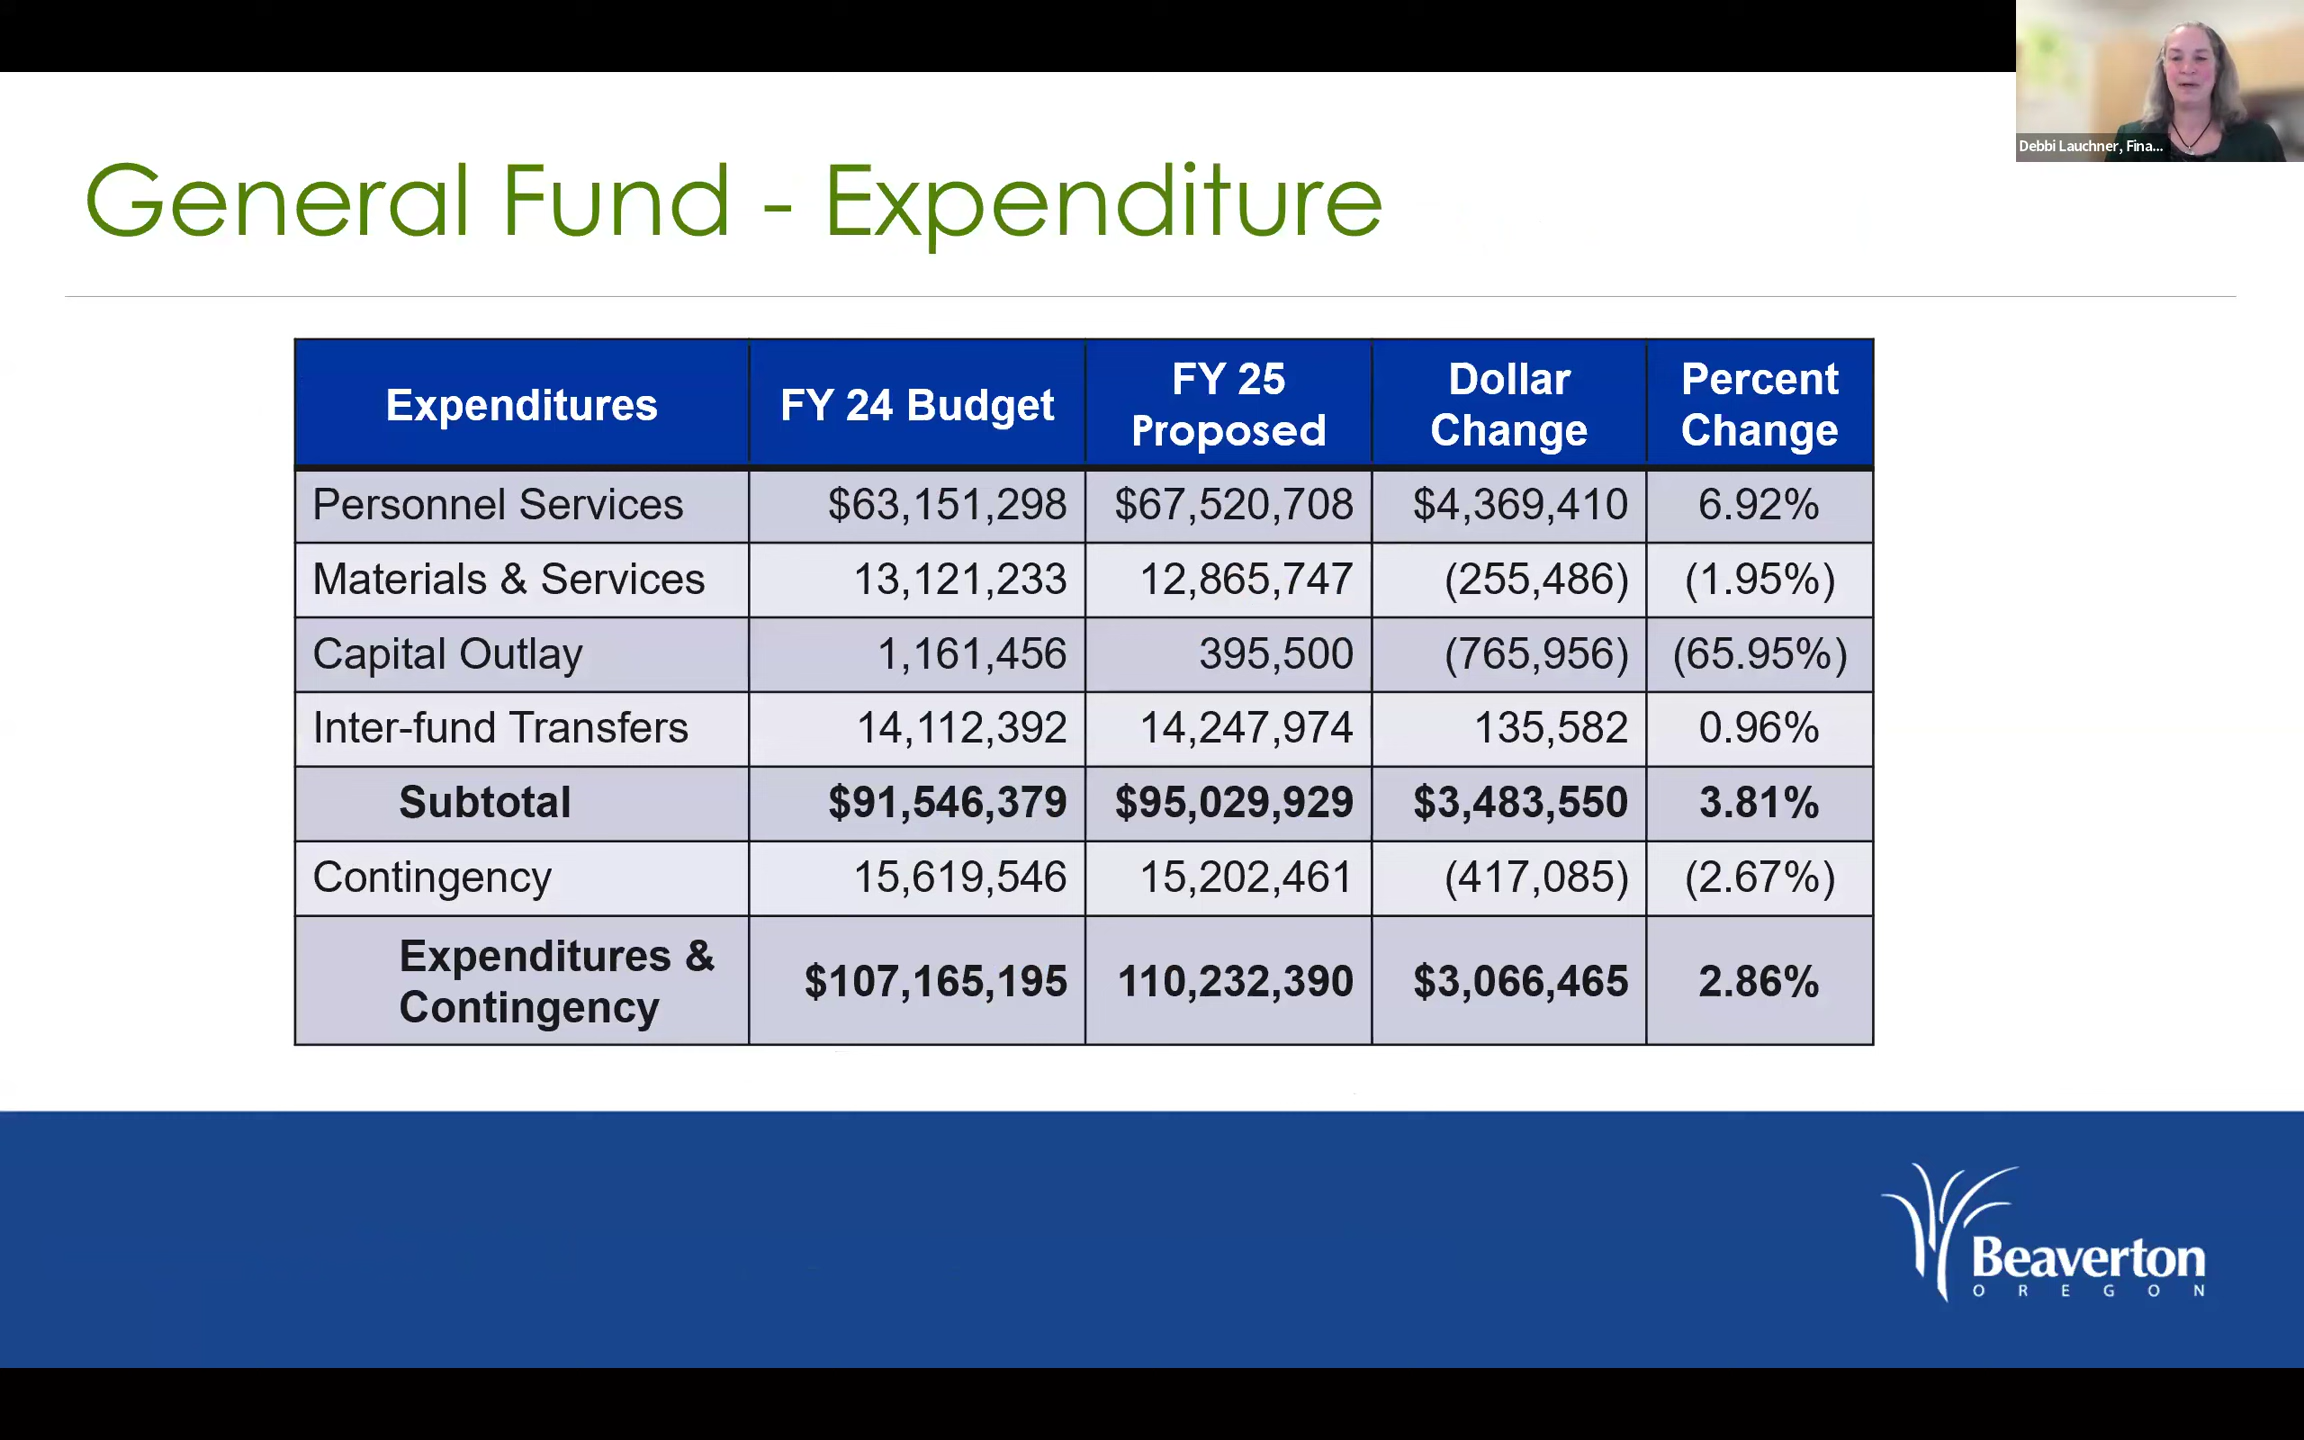 Debbi Lauchner, Fina...
General Fund - Expenditure
Expenditures FY 24 Budget FY 25 Proposed Dollar Change Percent Change
Personnel Services $63,151,298 $67,520,708 $4,369,410 6.92%
Materials & Services 13,121,233 12,865,747 (255,486) (1.95%)
Capital Outlay 1,161,456 395,500 (765,956) (65.95%)
Inter-fund Transfers 14,112,392 14,247,974 135,582 0.96%
Subtotal $91,546,379 $95,029,929 $3,483,550 3.81%
Contingency 15,619,546 15,202,461 (417,085) (2.67%)
Expenditures & Contingency $107,165,195 110,232,390 $3,066,465 2.86%
Beaverton
OREGON